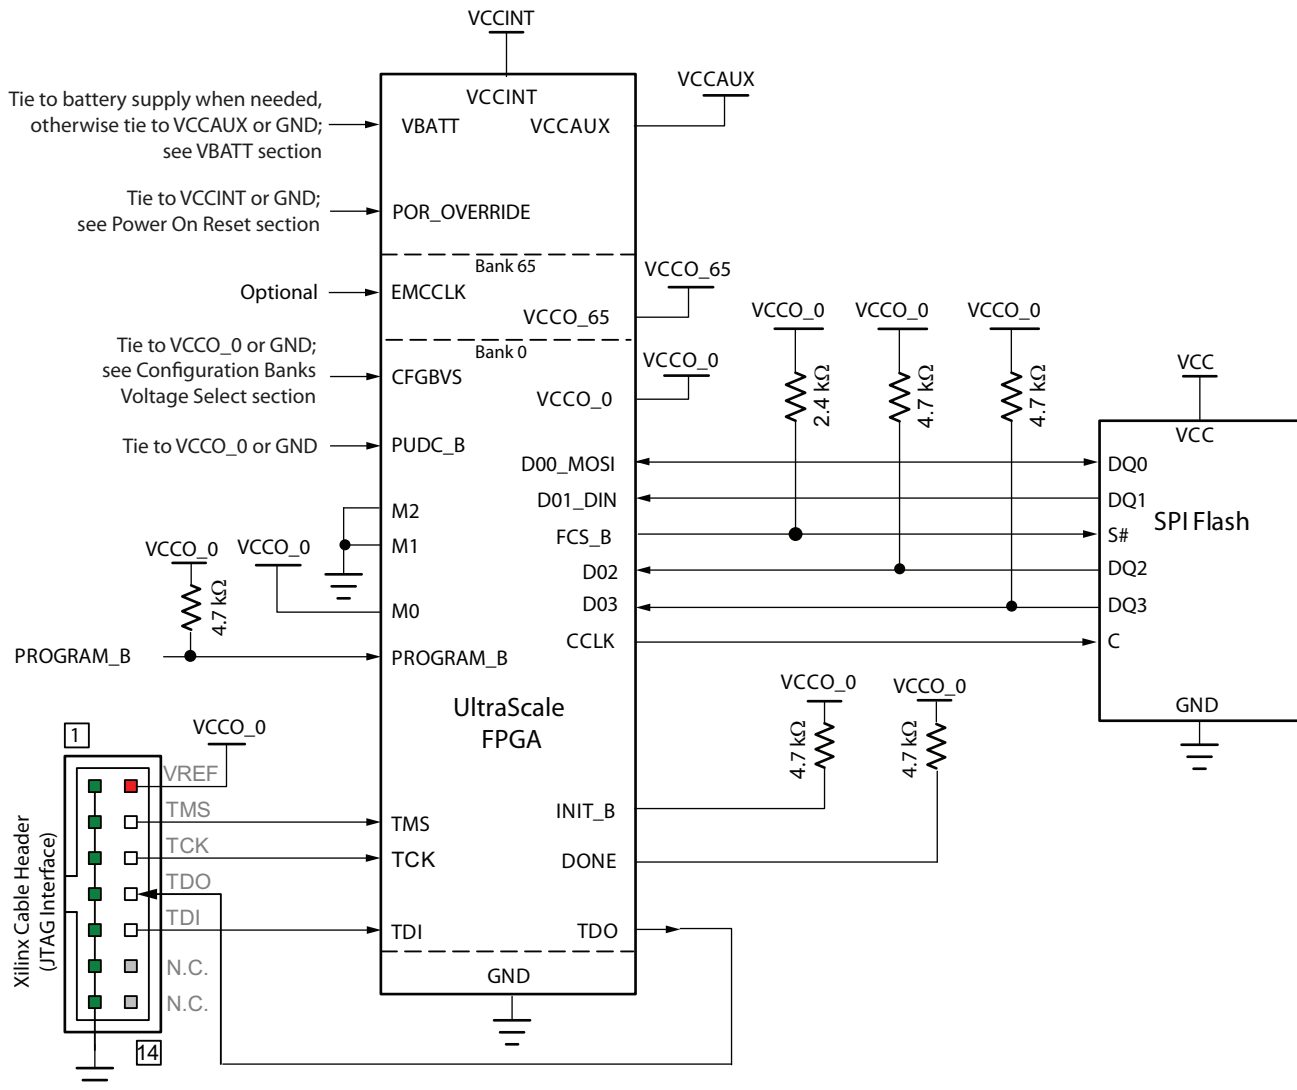 VCCINT
VCCINT
VCCAUX
Tie to battery supply when needed,
otherwise tie to VCCAUX or GND;
see VBATT section
VBATT
VCCAUX
Tie to VCCINT or GND;
see Power On Reset section
POR_OVERRIDE
Bank 65
VCCO_65
Optional
EMCCLK
VCCO_65
Bank 0
Tie to VCCO_0 or GND;
see Configuration Banks
Voltage Select section
CFGBVS
VCCO_0
VCCO_0
VCCO_0
VCCO_0
VCCO_0
2.4 kΩ
4.7 kΩ
4.7 kΩ
VCC
VCC
Tie to VCCO_0 or GND
PUDC_B
D00_MOSI
DQ0
D01_DIN
DQ1
M2
M1
FCS_B
S#
SPI Flash
D02
DQ2
D03
DQ3
CCLK
C
GND
VCCO_0
VCCO_0
4.7 kΩ
M0
PROGRAM_B
PROGRAM_B
UltraScale
FPGA
VCCO_0
VCCO_0
4.7 kΩ
4.7 kΩ
INIT_B
DONE
1
VCCO_0
VREF
TMS
TMS
TCK
TCK
TDO
TDI
TDI
TDO
N.C.
N.C.
14
Xilinx Cable Header
(JTAG Interface)
GND